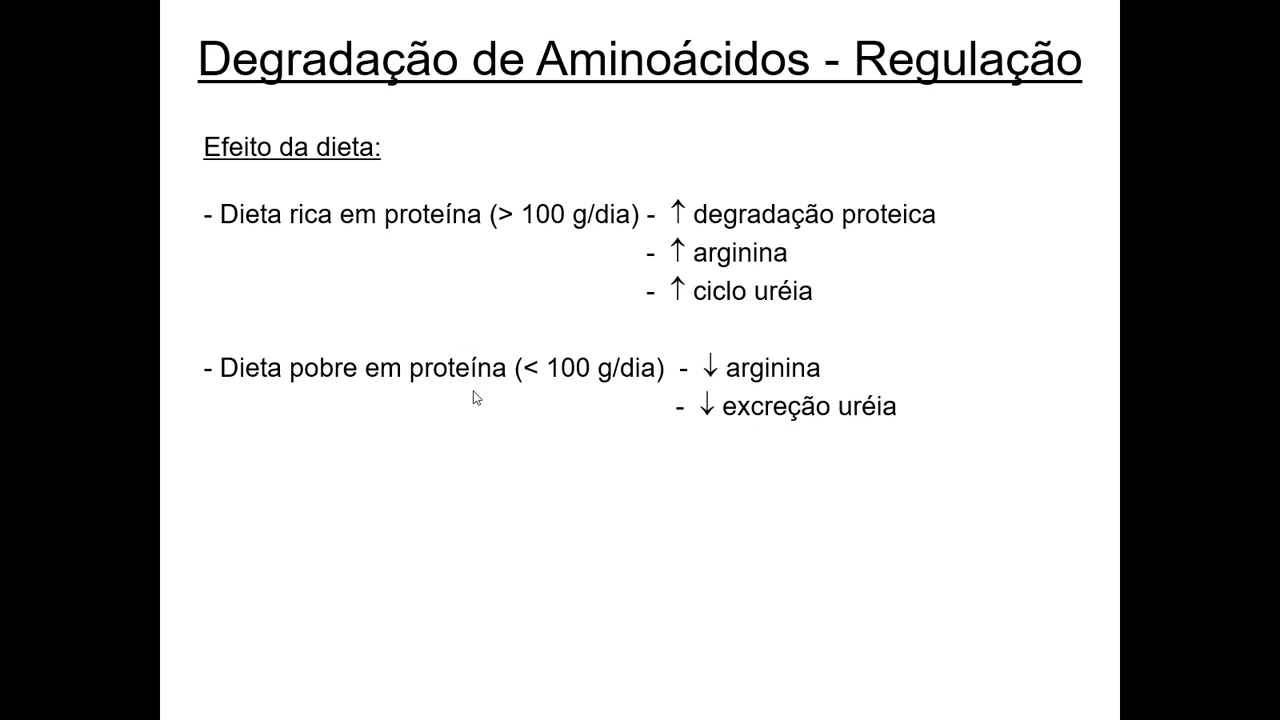 Degradação de Aminoácidos - Regulação
Efeito da dieta:
- Dieta rica em proteína (> 100 g/dia) - ↑ degradação proteica
- ↑ arginina
- ↑ ciclo uréia
- Dieta pobre em proteína (< 100 g/dia) - ↓ arginina
- ↓ excreção uréia